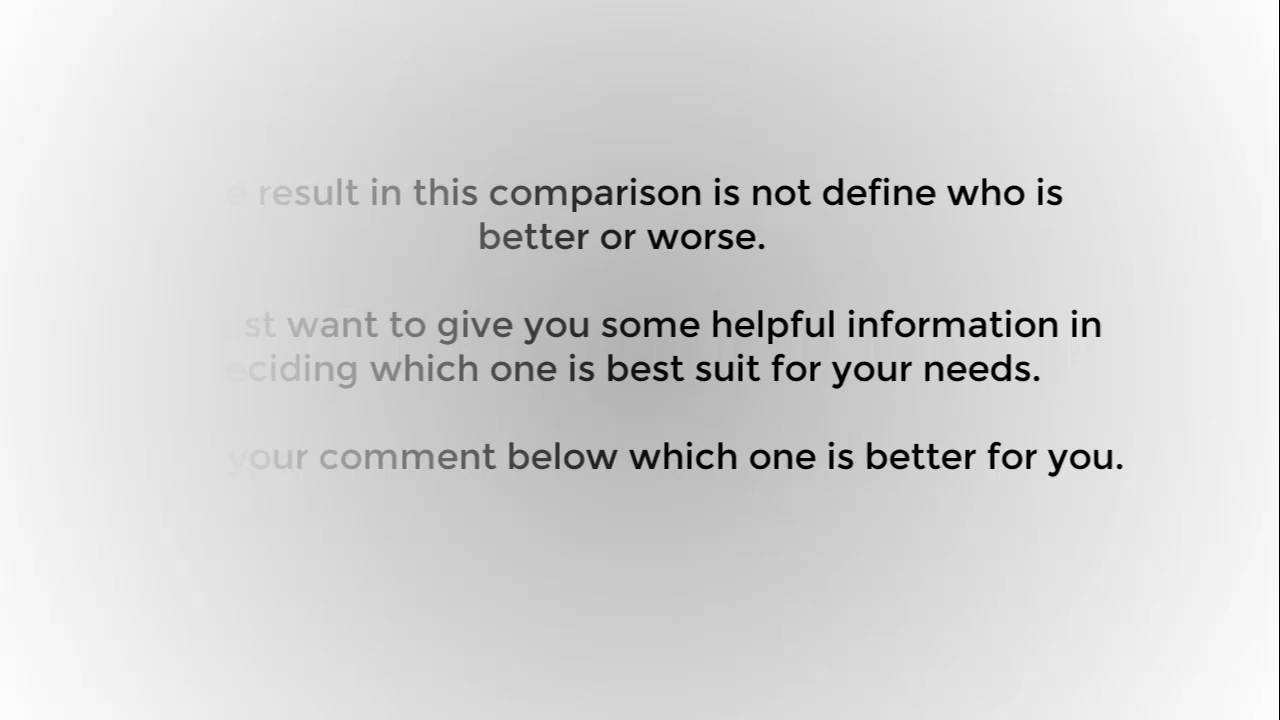 result in this comparison is not define who is
better or worse.
want to give you some helpful information in
which one is best suit for your needs.
your comment below which one is better for you.